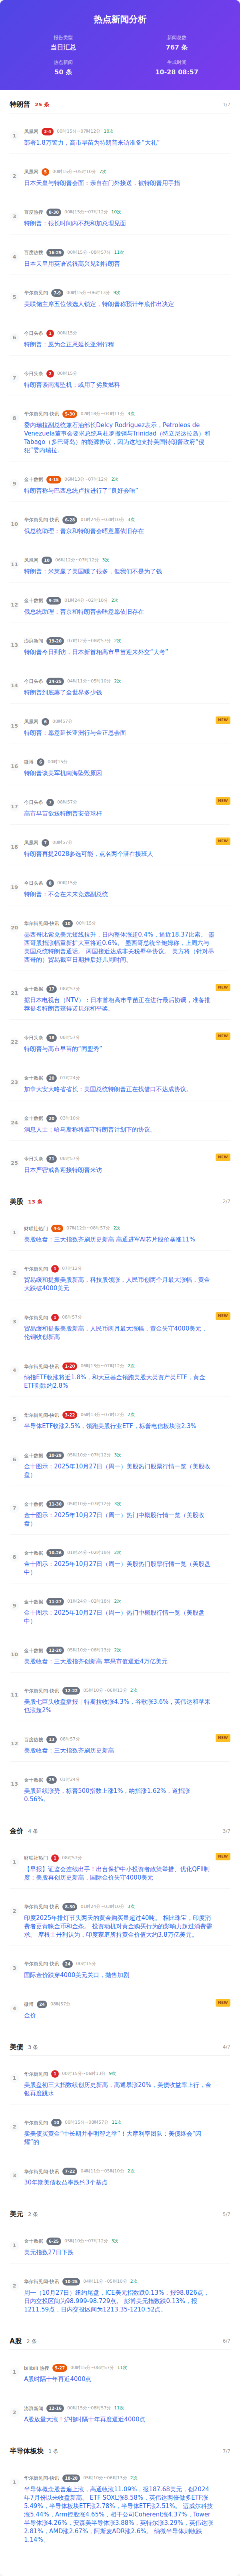 热点新闻分析
报告类型
当日汇总
新闻总数
767 条
热点新闻
50 条
生成时间
10-28 08:57
特朗普 25 条 1/7
1 凤凰网
部署1.8万警力，高市早苗为特朗普来访准备“大礼”
2 凤凰网
日本天皇与特朗普会面：亲自在门外接送，被特朗普用手指
3 百度热搜
特朗普：很长时间内不想和加总理见面
4 百度热搜
日本天皇用英语说很高兴见到特朗普
5 华尔街见闻
美联储主席五位候选人锁定，特朗普称预计年底作出决定
6 今日头条
特朗普：愿为金正恩延长亚洲行程
7 今日头条
特朗普谈南海坠机：或用了劣质燃料
8 华尔街见闻-快讯
委内瑞拉副总统兼石油部长Delcy Rodriguez表示，Petroleos de
Venezuela董事会要求总统马杜罗撤销与Trinidad（特立尼达岛）和
Tabago（多巴哥岛）的能源协议，因为这地方支持美国特朗普政府“侵
犯”委内瑞拉。
9 金十数据
特朗普称与巴西总统卢拉进行了“良好会晤”
10 华尔街见闻-快讯
俄总统助理：普京和特朗普会晤意愿依旧存在
11 凤凰网
特朗普：米莱赢了美国赚了很多，但我们不是为了钱
12 金十数据
俄总统助理：普京和特朗普会晤意愿依旧存在
13 澎湃新闻
特朗普今日到访，日本新首相高市早苗迎来外交“大考”
14 今日头条
特朗普到底薅了全世界多少钱
15 凤凰网 NEW
特朗普：愿意延长亚洲行与金正恩会面
16 微博
特朗普谈美军机南海坠毁原因
17 今日头条 NEW
高市早苗欲送特朗普安倍球杆
18 凤凰网 NEW
特朗普再提2028参选可能，点名两个潜在接班人
19 今日头条
特朗普：不会在未来竞选副总统
20 华尔街见闻-快讯
墨西哥比索兑美元短线拉升，日内整体涨超0.4%，逼近18.37比索。 墨
西哥股指涨幅重新扩大至将近0.6%。 墨西哥总统辛鲍姆称，上周六与
美国总统特朗普通话。 两国接近达成非关税壁垒协议。 美方将（针对墨
西哥的）贸易截至日期推后好几周时间。
21 金十数据 NEW
据日本电视台（NTV）：日本首相高市早苗正在进行最后协调，准备推
荐提名特朗普获得诺贝尔和平奖。
22 今日头条 NEW
特朗普与高市早苗的“同盟秀”
23 金十数据
加拿大安大略省省长：美国总统特朗普正在找借口不达成协议。
24 金十数据
消息人士：哈马斯称将遵守特朗普计划下的协议。
25 今日头条 NEW
日本严密戒备迎接特朗普来访
美股 13 条 2/7
1 财联社热门
美股收盘：三大指数齐刷历史新高 高通进军AI芯片股价暴涨11%
2 华尔街见闻
贸易缓和提振美股新高，科技股领涨，人民币创两个月最大涨幅，黄金
大跌破4000美元
3 华尔街见闻 NEW
贸易缓和提振美股新高，人民币两月最大涨幅，黄金失守4000美元，
伦铜收创新高
4 华尔街见闻-快讯
纳指ETF收涨将近1.8%，和大豆基金领跑美股大类资产类ETF，黄金
ETF则跌约2.8%
5 华尔街见闻-快讯
半导体ETF收涨2.5%，领跑美股行业ETF，标普电信板块涨2.3%
6 金十数据
金十图示：2025年10月27日（周一）美股热门股票行情一览（美股收
盘）
7 金十数据
金十图示：2025年10月27日（周一）热门中概股行情一览（美股收
盘）
8 金十数据
金十图示：2025年10月27日（周一）美股热门股票行情一览（美股盘
中）
9 金十数据
金十图示：2025年10月27日（周一）热门中概股行情一览（美股盘
中）
10 金十数据
美股收盘：三大股指齐创新高 苹果市值逼近4万亿美元
11 华尔街见闻-快讯
美股七巨头收盘播报｜特斯拉收涨4.3%，谷歌涨3.6%，英伟达和苹果
也涨超2%
12 百度热搜 NEW
美股收盘：三大指数齐刷历史新高
13 金十数据
美股延续涨势，标普500指数上涨1%，纳指涨1.62%，道指涨
0.56%。
金价 4 条 3/7
1 财联社热门 NEW
【早报】证监会连续出手！出台保护中小投资者政策举措、优化QFII制
度；美股再创历史新高，国际金价失守4000美元
2 华尔街见闻-快讯
印度2025年排灯节头两天的黄金购买量超过40吨。 相比珠宝，印度消
费者更青睐金币和金条。 投资动机对黄金购买行为的影响力超过消费需
求。 摩根士丹利认为，印度家庭所持黄金价值大约3.8万亿美元。
3 华尔街见闻-快讯
国际金价跌穿4000美元关口，抛售加剧
4 微博 NEW
金价
美债 3 条 4/7
1 华尔街见闻
美股盘初三大指数续创历史新高，高通暴涨20%，美债收益率上行，金
银再度跳水
2 华尔街见闻
卖美债买黄金“中长期并非明智之举”！大摩利率团队：美债终会“闪
耀”的
3 华尔街见闻-快讯
30年期美债收益率跌约3个基点
美元 2 条 5/7
1 金十数据
美元指数27日下跌
2 华尔街见闻-快讯
周一（10月27日）纽约尾盘，ICE美元指数跌0.13%，报98.826点，
日内交投区间为98.999-98.729点。 彭博美元指数跌0.13%，报
1211.59点，日内交投区间为1213.35-1210.52点。
A股 2 条 6/7
1 bilibili 热搜
A股时隔十年再近4000点
2 澎湃新闻
A股放量大涨！沪指时隔十年再度逼近4000点
半导体板块 1 条 7/7
1 华尔街见闻-快讯
半导体概念股普遍上涨，高通收涨11.09%，报187.68美元，创2024
年7月份以来收盘新高。 ETF SOXL涨8.58%，英伟达两倍做多ETF涨
5.49%，半导体板块ETF涨2.78%，半导体ETF涨2.51%。 迈威尔科技
涨5.44%，Arm控股涨4.65%，相干公司Coherent涨4.37%，Tower
半导体涨4.26%，安森美半导体涨3.88%，英特尔涨3.29%，英伟达涨
2.81%，AMD涨2.67%，阿斯麦ADR涨2.6%。 纳微半导体则收跌
1.14%。